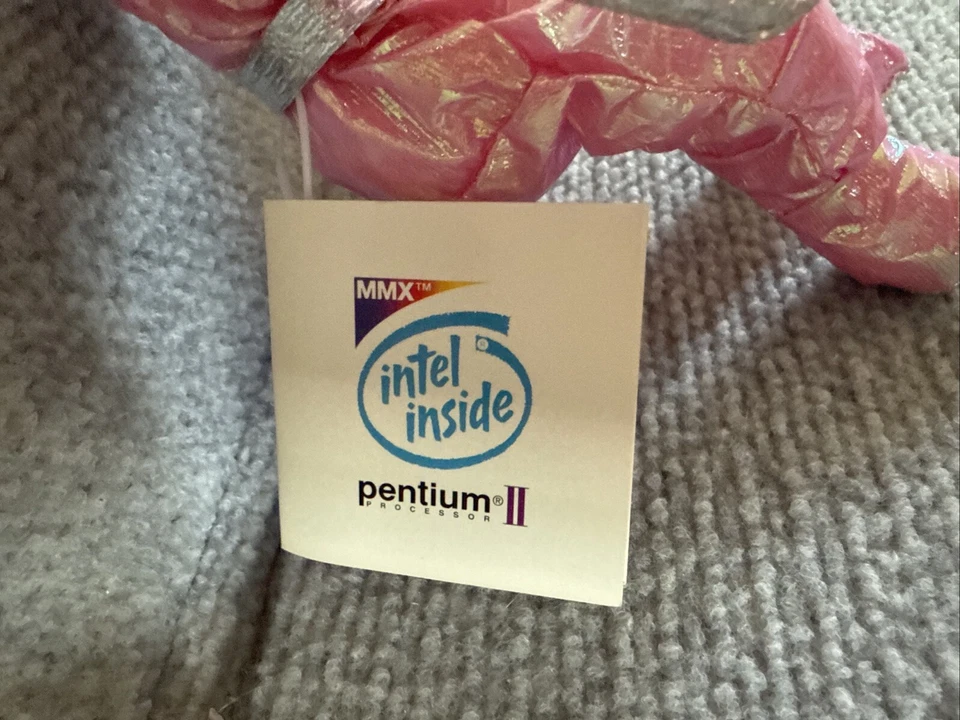 MMX™
intel®
inside
pentium® II
PROCESSOR